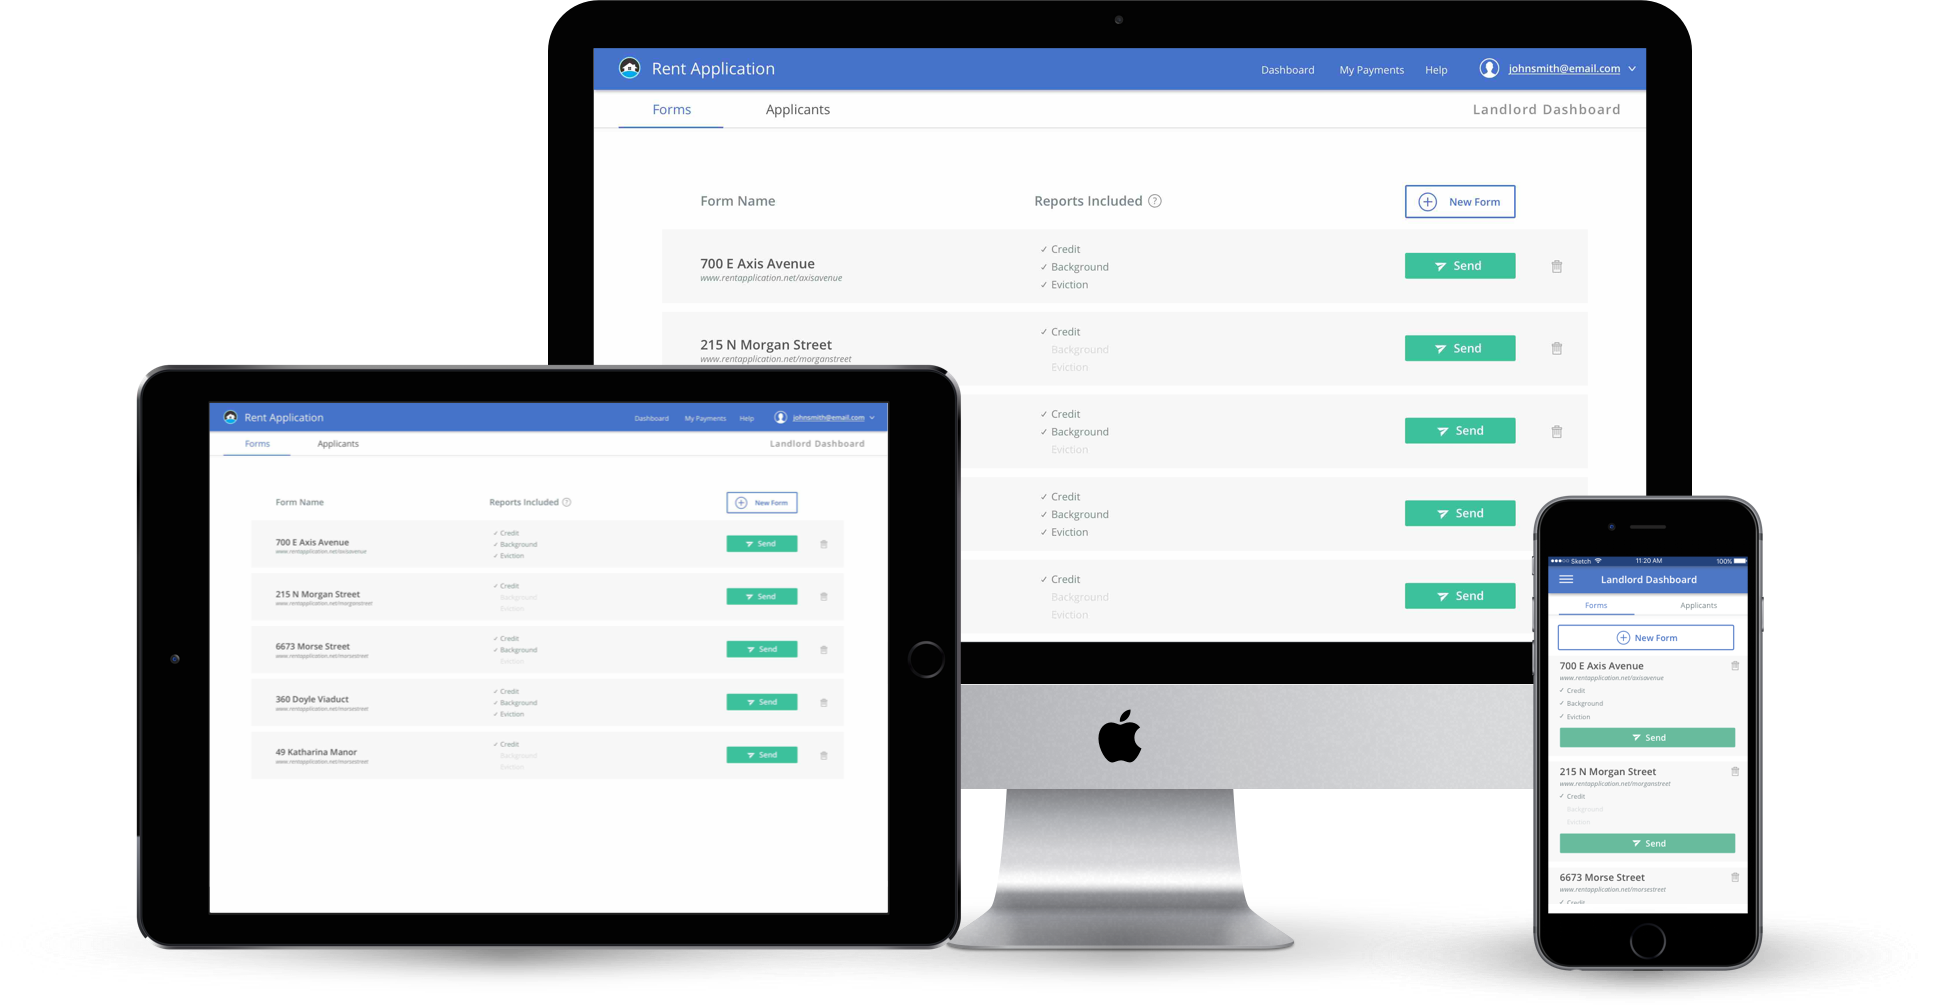 Rent Application
Dashboard My Payments Help johnsmith@email.com
Forms Applicants Landlord Dashboard
Form Name Reports Included ? New Form
700 E Axis Avenue
www.rentapplication.net/axisavenue
✓ Credit
✓ Background
✓ Eviction
Send
215 N Morgan Street
www.rentapplication.net/morganstreet
✓ Credit
Background
Eviction
Send
✓ Credit
✓ Background
Eviction
Send
✓ Credit
✓ Background
✓ Eviction
Send
✓ Credit
Background
Eviction
Send
Rent Application
Dashboard My Payments Help johnsmith@email.com
Forms Applicants Landlord Dashboard
Form Name Reports Included ? New Form
700 E Axis Avenue
www.rentapplication.net/axisavenue
✓ Credit
✓ Background
✓ Eviction
Send
215 N Morgan Street
www.rentapplication.net/morganstreet
✓ Credit
Background
Eviction
Send
6673 Morse Street
www.rentapplication.net/morsestreet
✓ Credit
✓ Background
Eviction
Send
360 Doyle Viaduct
www.rentapplication.net/morsestreet
✓ Credit
✓ Background
✓ Eviction
Send
49 Katharina Manor
www.rentapplication.net/morsestreet
✓ Credit
Background
Eviction
Send
Sketch 11:20 AM 100%
Landlord Dashboard
Forms Applicants
New Form
700 E Axis Avenue
www.rentapplication.net/axisavenue
✓ Credit
✓ Background
✓ Eviction
Send
215 N Morgan Street
www.rentapplication.net/morganstreet
✓ Credit
Background
Eviction
Send
6673 Morse Street
www.rentapplication.net/morsestreet
✓ Credit